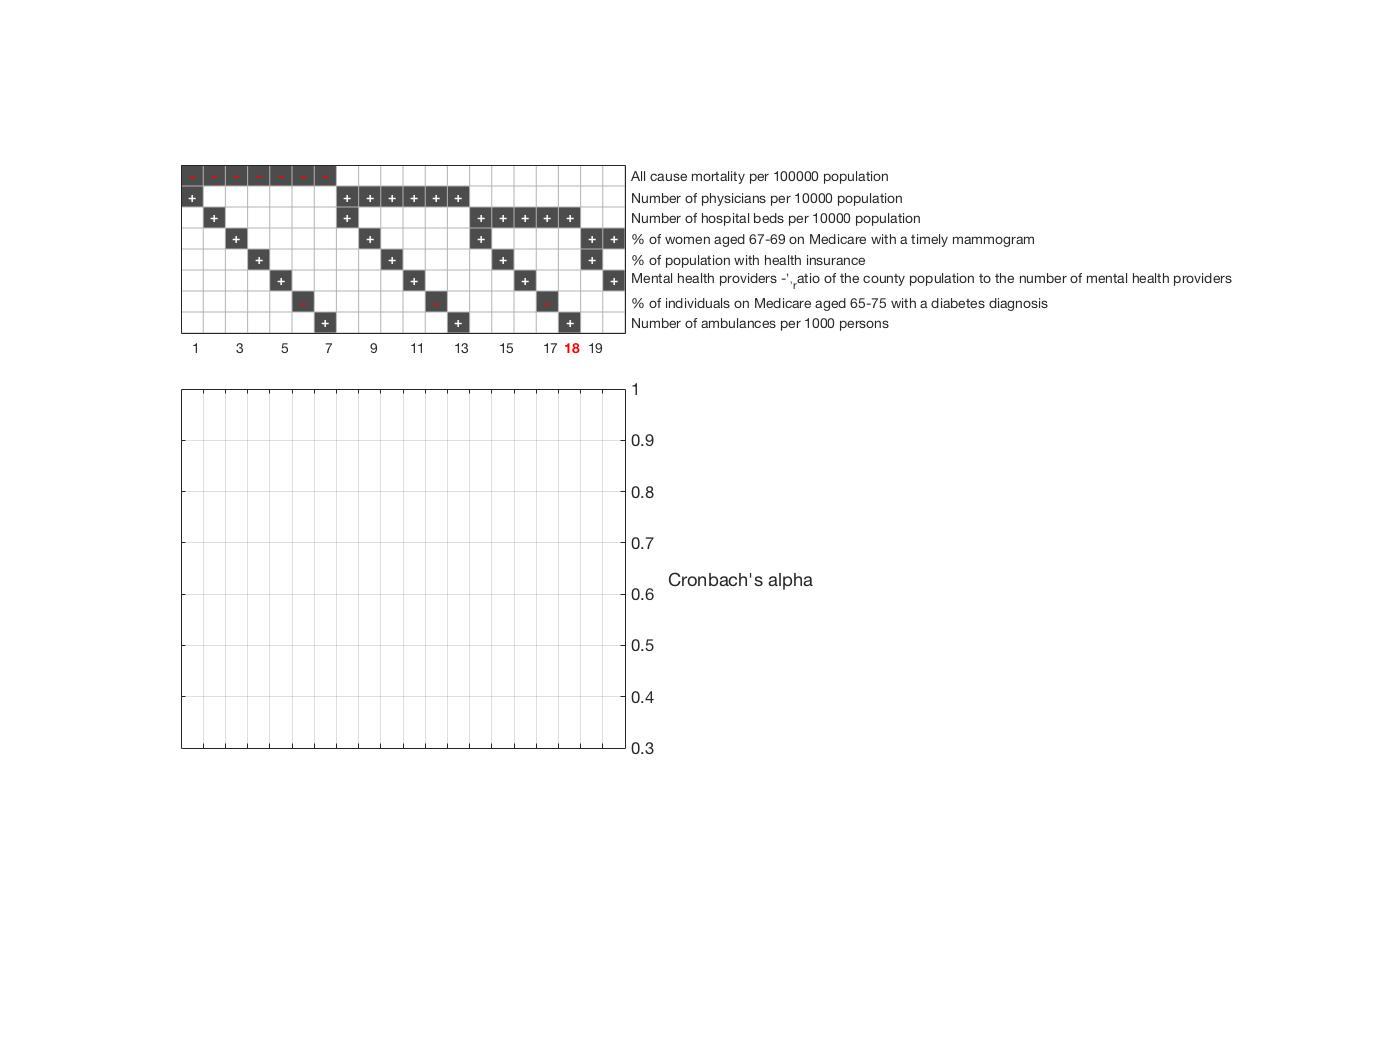 - - - - - - -
All cause mortality per 100000 population
+ + + + + + +
Number of physicians per 10000 population
+ + + + + + +
Number of hospital beds per 10000 population
+ + + + +
% of women aged 67-69 on Medicare with a timely mammogram
+ + + +
% of population with health insurance
+ + + +
Mental health providers -','ratio of the county population to the number of mental health providers
- - -
% of individuals on Medicare aged 65-75 with a diabetes diagnosis
+ + +
Number of ambulances per 1000 persons
1 3 5 7 9 11 13 15 17 18 19
1
0.9
0.8
0.7
Cronbach's alpha
0.6
0.5
0.4
0.3